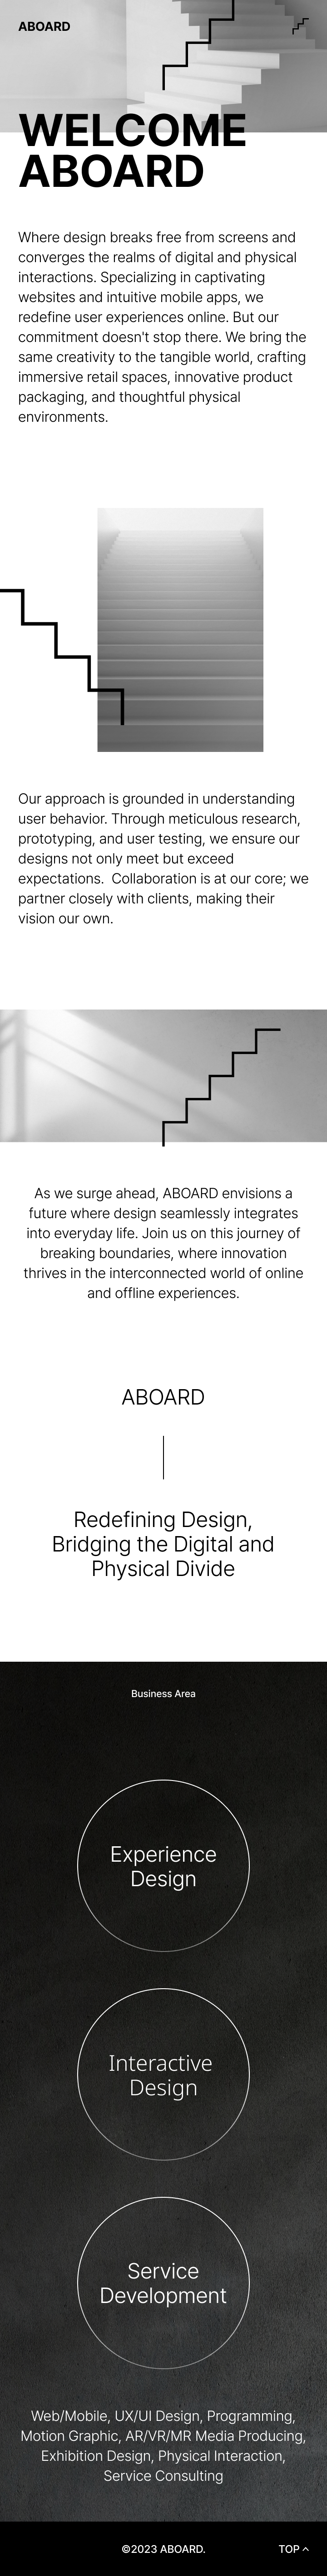 ABOARD
WELCOME
ABOARD
Where design breaks free from screens and
converges the realms of digital and physical
interactions. Specializing in captivating
websites and intuitive mobile apps, we
redefine user experiences online. But our
commitment doesn't stop there. We bring the
same creativity to the tangible world, crafting
immersive retail spaces, innovative product
packaging, and thoughtful physical
environments.
Our approach is grounded in understanding
user behavior. Through meticulous research,
prototyping, and user testing, we ensure our
designs not only meet but exceed
expectations.  Collaboration is at our core; we
partner closely with clients, making their
vision our own.
As we surge ahead, ABOARD envisions a
future where design seamlessly integrates
into everyday life. Join us on this journey of
breaking boundaries, where innovation
thrives in the interconnected world of online
and offline experiences.
ABOARD
Redefining Design,
Bridging the Digital and
Physical Divide
Business Area
Experience
Design
Interactive
Design
Service
Development
Web/Mobile, UX/UI Design, Programming,
Motion Graphic, AR/VR/MR Media Producing,
Exhibition Design, Physical Interaction,
Service Consulting
©2023 ABOARD.
TOP